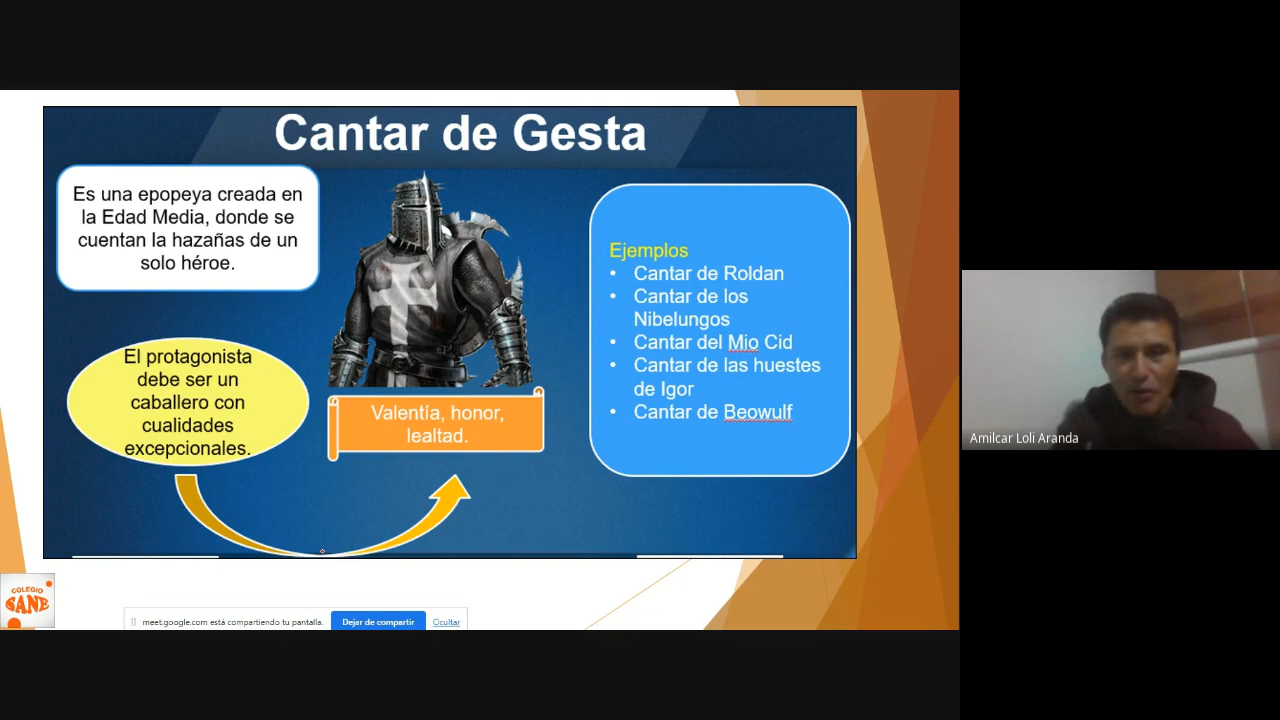 Cantar de Gesta
Es una epopeya creada en
la Edad Media, donde se
cuentan la hazañas de un
solo héroe.
El protagonista
debe ser un
caballero con
cualidades
excepcionales.
Valentía, honor,
lealtad.
Ejemplos
• Cantar de Roldan
• Cantar de los
Nibelungos
• Cantar del Mio Cid
• Cantar de las huestes
de Igor
• Cantar de Beowulf
COLEGIO
SANE
meet.google.com está compartiendo tu pantalla.
Dejar de compartir
Ocultar
Amilcar Loli Aranda